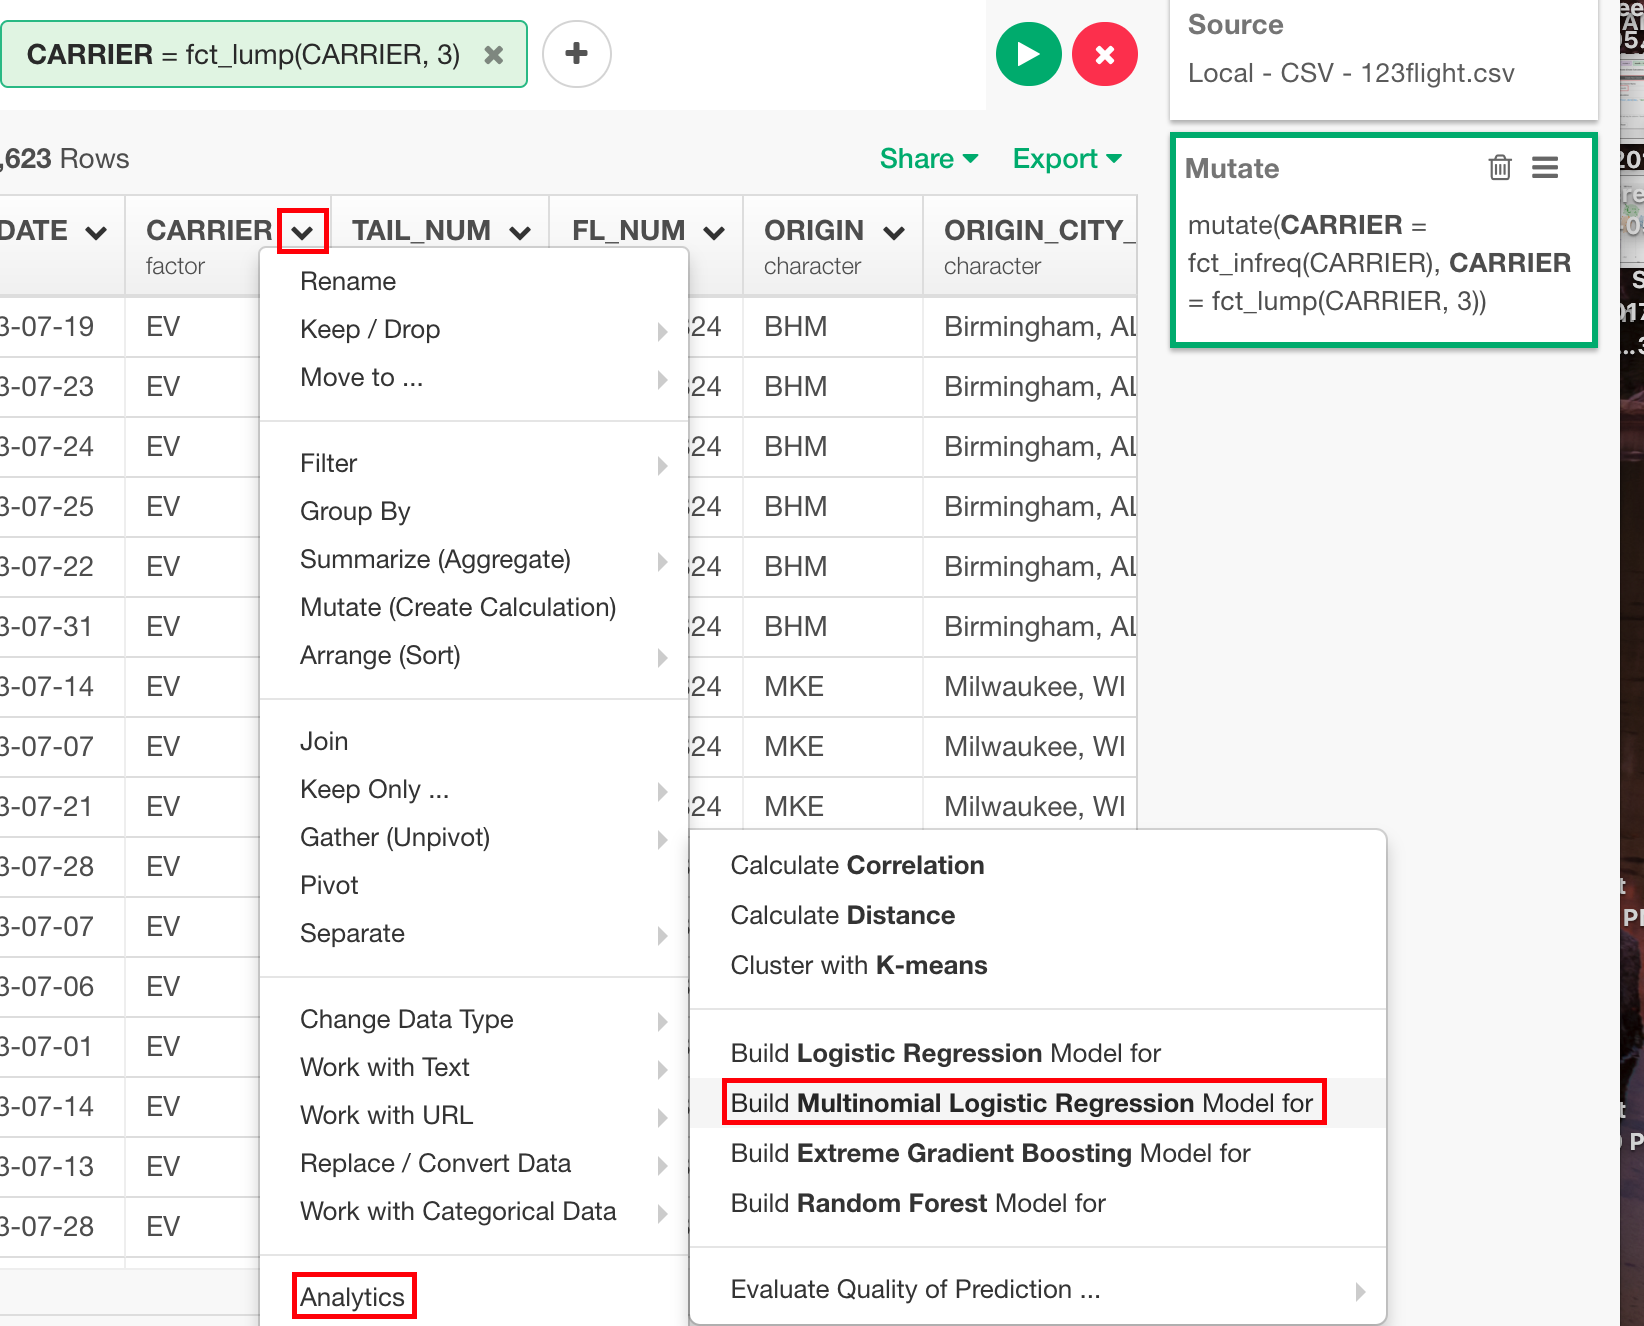 CARRIER = fct_lump(CARRIER, 3)
Source
Local - CSV - 123flight.csv
,623 Rows
Share
Export
Mutate
mutate(CARRIER =
fct_infreq(CARRIER), CARRIER
= fct_lump(CARRIER, 3))
DATE CARRIER TAIL_NUM FL_NUM ORIGIN ORIGIN_CITY_
factor character character
3-07-19 EV 24 BHM Birmingham, AL
3-07-23 EV 24 BHM Birmingham, AL
3-07-24 EV 24 BHM Birmingham, AL
3-07-25 EV 24 BHM Birmingham, AL
3-07-22 EV 24 BHM Birmingham, AL
3-07-31 EV 24 BHM Birmingham, AL
3-07-14 EV 24 MKE Milwaukee, WI
3-07-07 EV 24 MKE Milwaukee, WI
3-07-21 EV 24 MKE Milwaukee, WI
3-07-28 EV
3-07-07 EV
3-07-06 EV
3-07-01 EV
3-07-14 EV
3-07-13 EV
3-07-28 EV
Rename
Keep / Drop
Move to ...
Filter
Group By
Summarize (Aggregate)
Mutate (Create Calculation)
Arrange (Sort)
Join
Keep Only ...
Gather (Unpivot)
Pivot
Separate
Change Data Type
Work with Text
Work with URL
Replace / Convert Data
Work with Categorical Data
Analytics
Calculate Correlation
Calculate Distance
Cluster with K-means
Build Logistic Regression Model for
Build Multinomial Logistic Regression Model for
Build Extreme Gradient Boosting Model for
Build Random Forest Model for
Evaluate Quality of Prediction ...